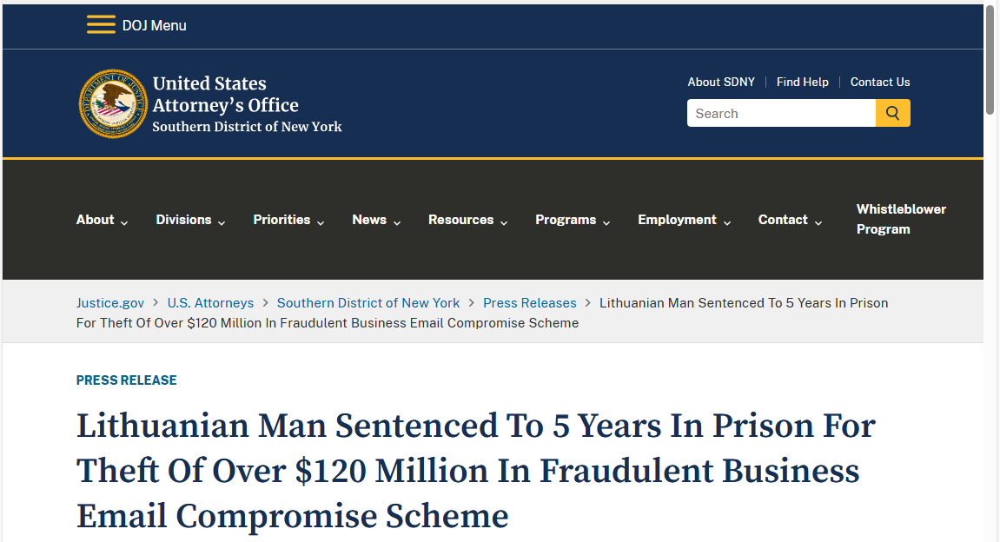 DOJ Menu
United States
Attorney's Office
Southern District of New York
About SDNY
Find Help
Contact Us
Search
About
Divisions
Priorities
News
Resources
Programs
Employment
Contact
Whistleblower
Program
Justice.gov > U.S. Attorneys > Southern District of New York > Press Releases > Lithuanian Man Sentenced To 5 Years In Prison
For Theft Of Over $120 Million In Fraudulent Business Email Compromise Scheme
PRESS RELEASE
Lithuanian Man Sentenced To 5 Years In Prison For
Theft Of Over $120 Million In Fraudulent Business
Email Compromise Scheme